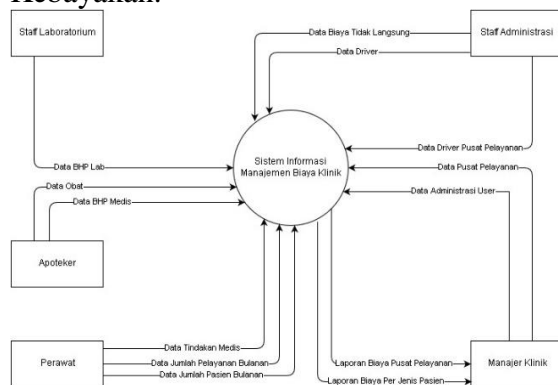 Kebayakan.
Staff Laboratorium
Data Biaya Tidak Langsung
Staff Administrasi
Data Driver
Data Driver Pusat Pelayanan
Sistem Informasi
Manajemen Biaya Klinik
Data BHP Lab
Data Pusat Pelayanan
Data Obat
Data Administrasi User
Data BHP Medis
Apoteker
Data Tindakan Medis
Perawat
Data Jumlah Pelayanan Bulanan
Data Jumlah Pasien Bulanan
Laporan Biaya Pusat Pelayanan
Manajer Klinik
Laporan Biaya Per Jenis Pasien